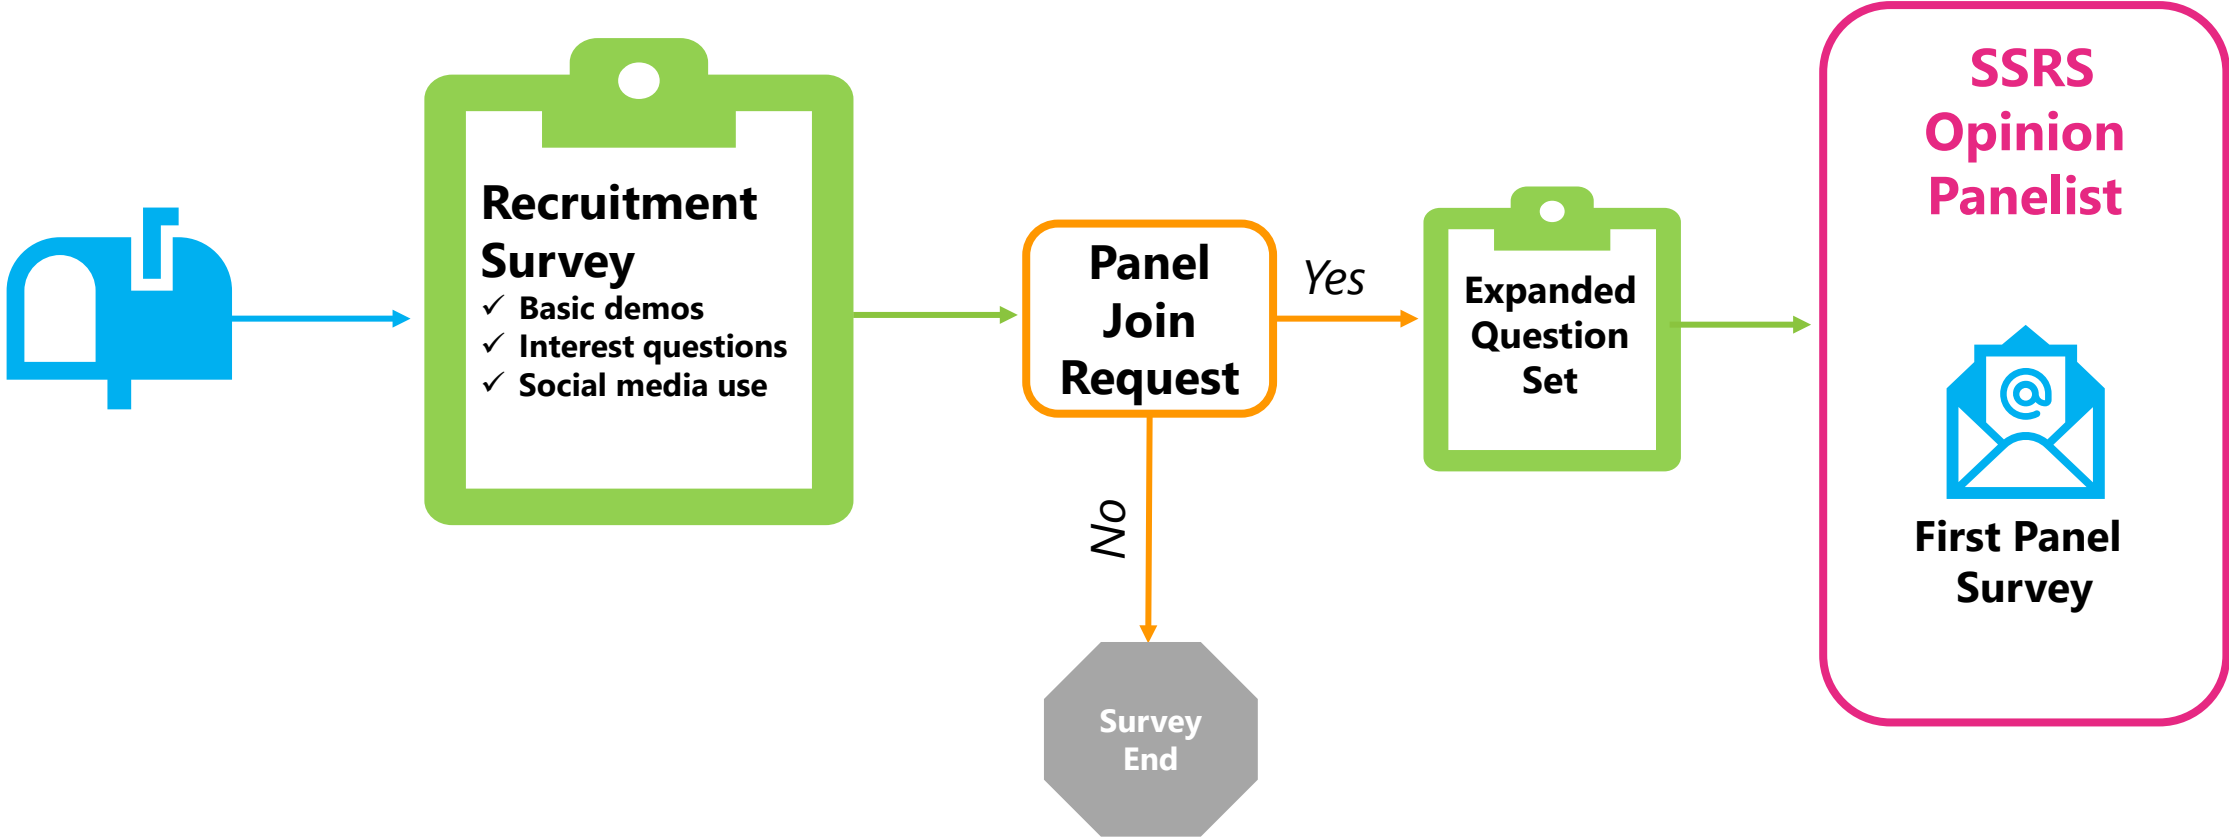 Recruitment
Survey
✓ Basic demos
✓ Interest questions
✓ Social media use
Panel
Join
Request
Yes
No
Survey
End
Expanded
Question
Set
SSRS
Opinion
Panelist
@
First Panel
Survey